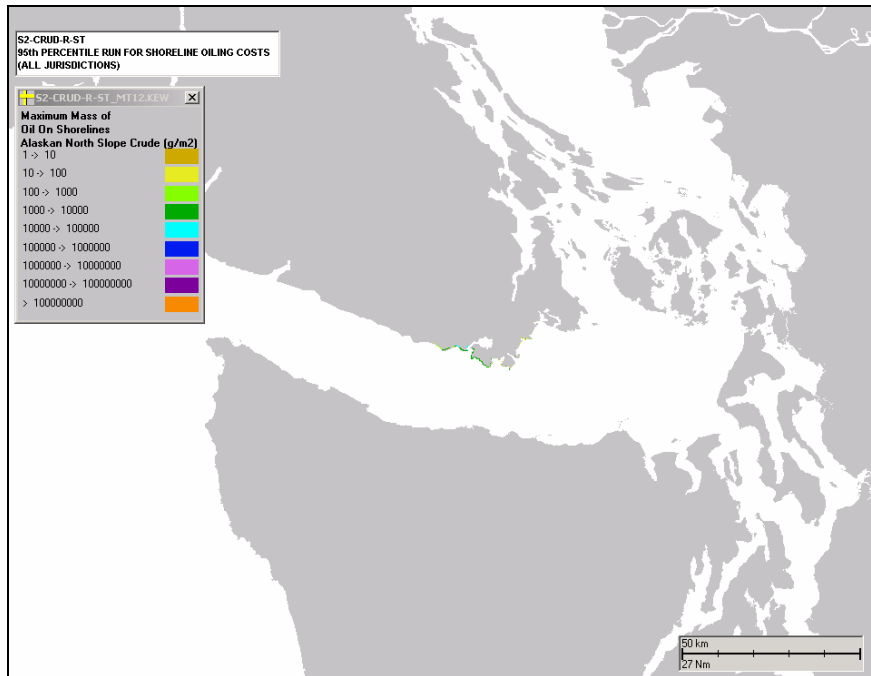 S2-CRUD-R-ST
95th PERCENTILE RUN FOR SHORELINE OILING COSTS
(ALL JURISDICTIONS)
S2-CRUD-R-ST_MT12.KEW
Maximum Mass of
Oil On Shorelines
Alaskan North Slope Crude (g/m2)
1 -> 10
10 -> 100
100 -> 1000
1000 -> 10000
10000 -> 100000
100000 -> 1000000
1000000 -> 10000000
10000000 -> 100000000
> 100000000
50 km
27 Nm